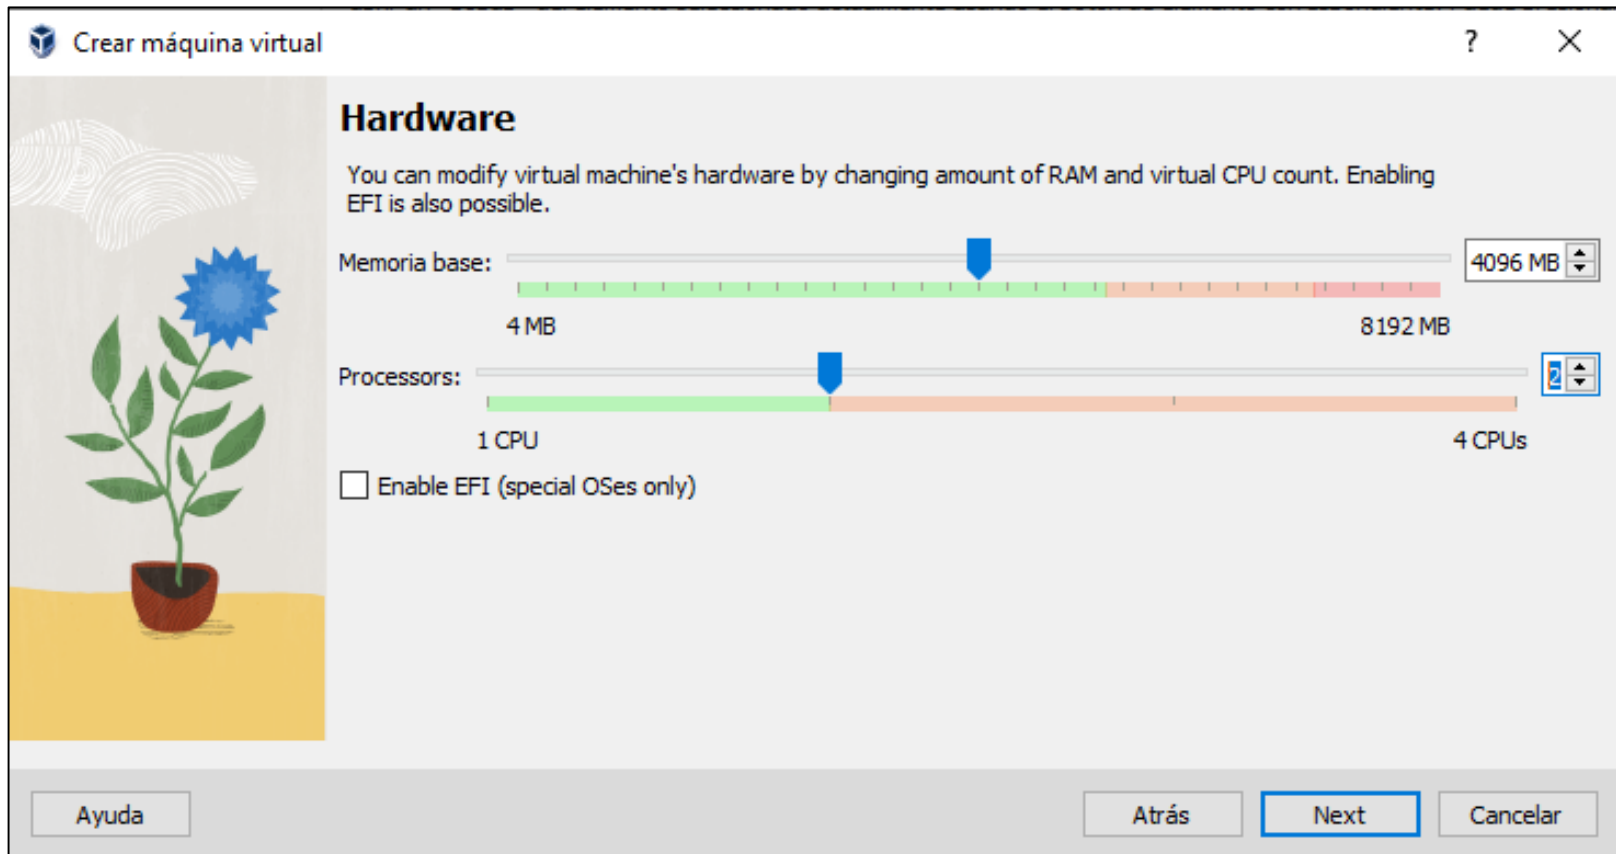 Crear máquina virtual
?
Hardware
You can modify virtual machine's hardware by changing amount of RAM and virtual CPU count. Enabling
EFI is also possible.
Memoria base:
4096 MB
4 MB
8192 MB
Processors:
2
1 CPU
4 CPUs
Enable EFI (special OSes only)
Ayuda
Atrás
Next
Cancelar